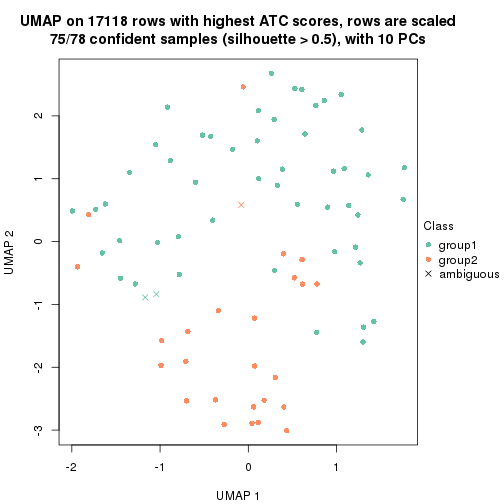 UMAP on 17118 rows with highest ATC scores, rows are scaled
75/78 confident samples (silhouette > 0.5), with 10 PCs
2
1
0
-1
-2
-3
UMAP 2
-2
-1
0
1
UMAP 1
Class
group1
group2
ambiguous